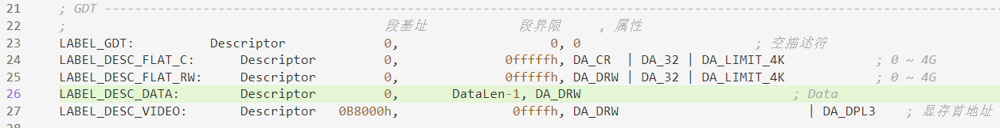 21 ; GDT ------------------------------------------------------------------------------------------------------------------------------------
22 ; 段基址 段界限 , 属性
23 LABEL_GDT: Descriptor 0, 0, 0 ; 空描述符
24 LABEL_DESC_FLAT_C: Descriptor 0, 0fffffh, DA_CR | DA_32 | DA_LIMIT_4K ; 0 ~ 4G
25 LABEL_DESC_FLAT_RW: Descriptor 0, 0fffffh, DA_DRW | DA_32 | DA_LIMIT_4K ; 0 ~ 4G
26 LABEL_DESC_DATA: Descriptor 0, DataLen-1, DA_DRW ; Data
27 LABEL_DESC_VIDEO: Descriptor 0B8000h, 0ffffh, DA_DRW | DA_DPL3 ; 显存首地址